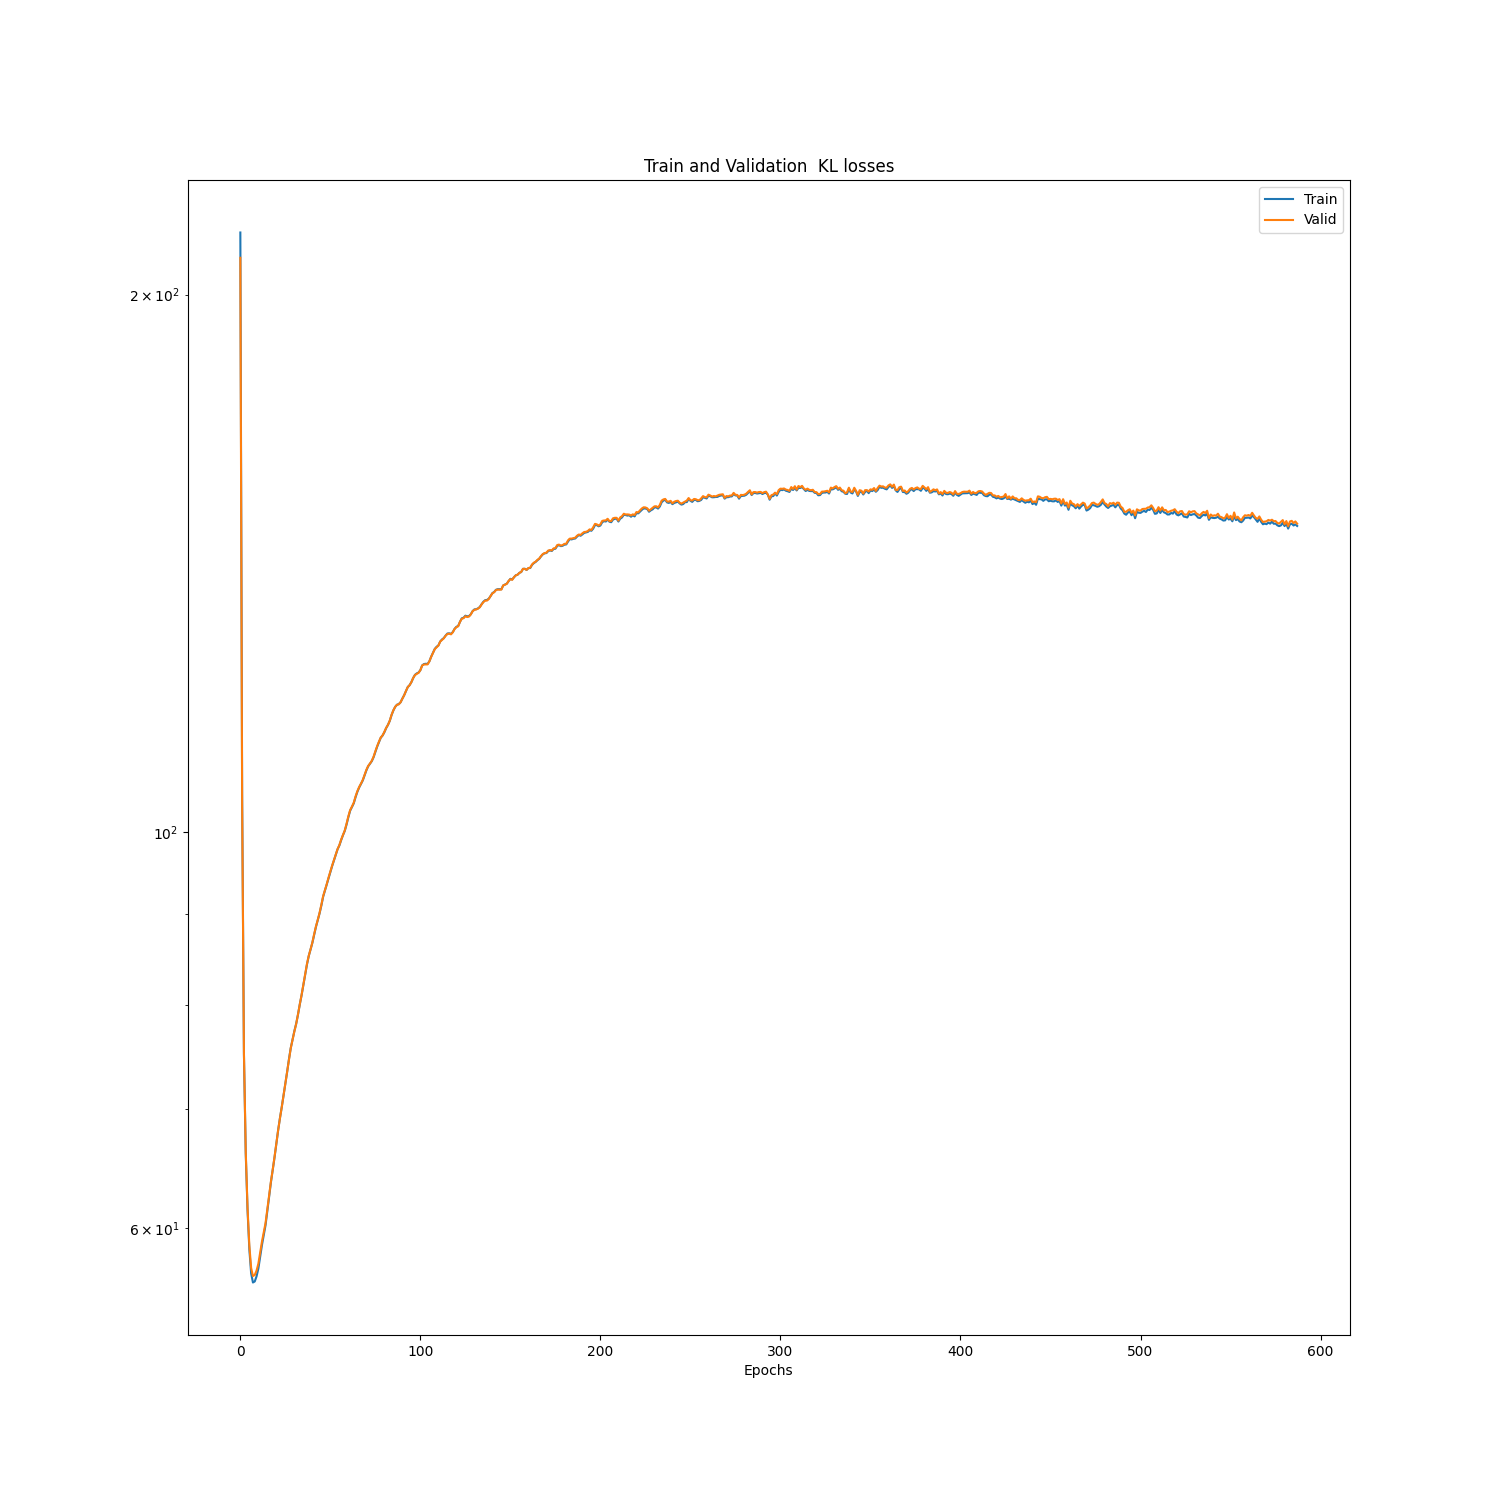 Train and Validation  KL losses
Train
Valid
2 × 10²
10²
6 × 10¹
0 100 200 300 400 500 600
Epochs